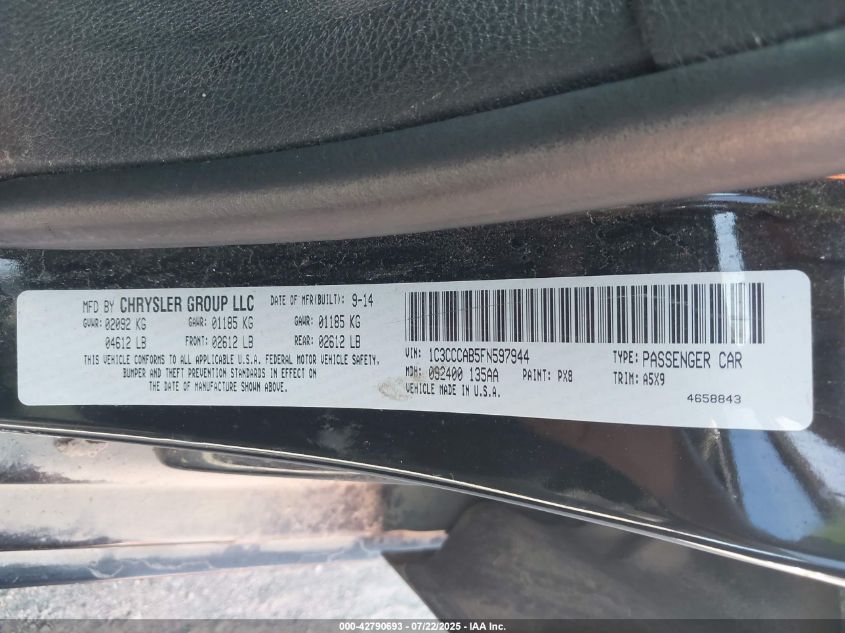 MFD BY CHRYSLER GROUP LLC DATE OF MFR(BUILT): 9-14
GVWR: 02092 KG GAWR: 01185 KG GAWR: 01185 KG
04612 LB FRONT: 02612 LB REAR: 02612 LB
THIS VEHICLE CONFORMS TO ALL APPLICABLE U.S.A. FEDERAL MOTOR VEHICLE SAFETY,
BUMPER AND THEFT PREVENTION STANDARDS IN EFFECT ON
THE DATE OF MANUFACTURE SHOWN ABOVE.
VIN: 1C3CCCAB5FN597944 TYPE: PASSENGER CAR
MDH: 092400 135AA PAINT: PX8 TRIM: A5X9
VEHICLE MADE IN U.S.A. 4658843
000-42790693 - 07/22/2025 - IAA Inc.